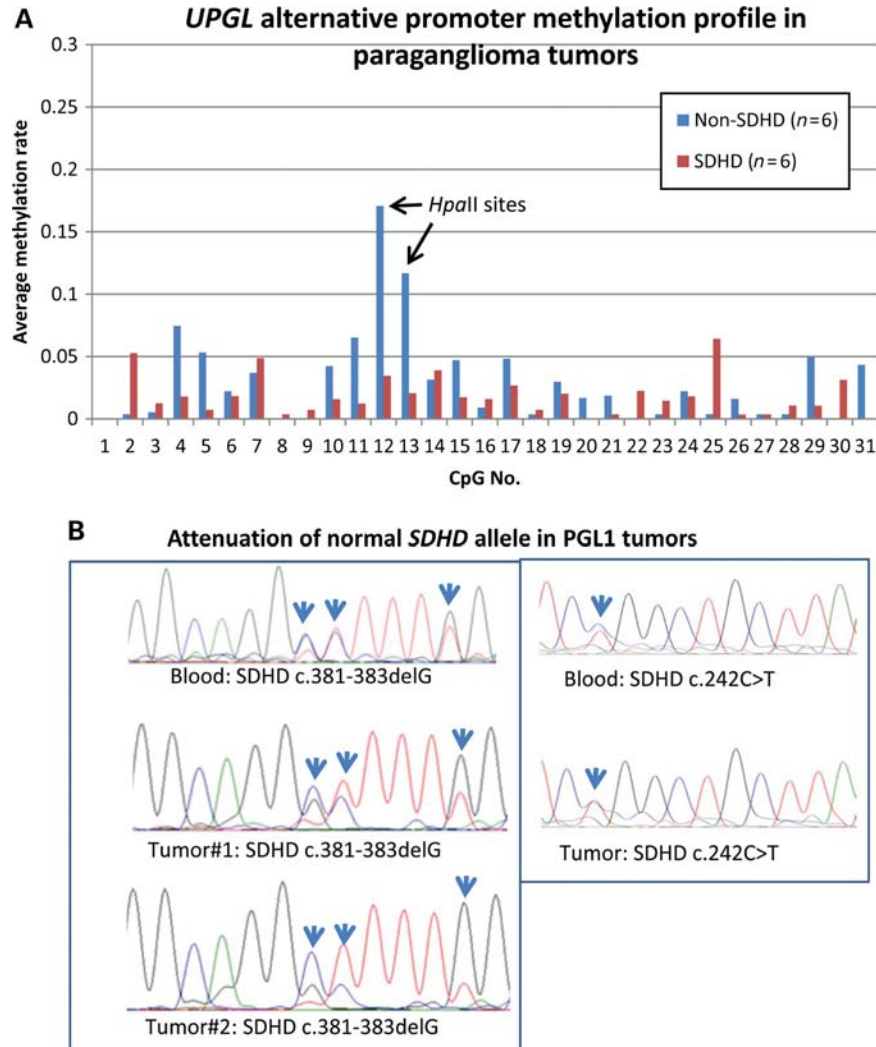 A
UPGL alternative promoter methylation profile in
paraganglioma tumors
0.3
0.25
0.2
0.15
0.1
0.05
0
Average methylation rate
Non-SDHD (n=6)
SDHD (n=6)
HpaII sites
1 2 3 4 5 6 7 8 9 10 11 12 13 14 15 16 17 18 19 20 21 22 23 24 25 26 27 28 29 30 31
CpG No.
B
Attenuation of normal SDHD allele in PGL1 tumors
Blood: SDHD c.381-383delG
Tumor#1: SDHD c.381-383delG
Tumor#2: SDHD c.381-383delG
Blood: SDHD c.242C>T
Tumor: SDHD c.242C>T